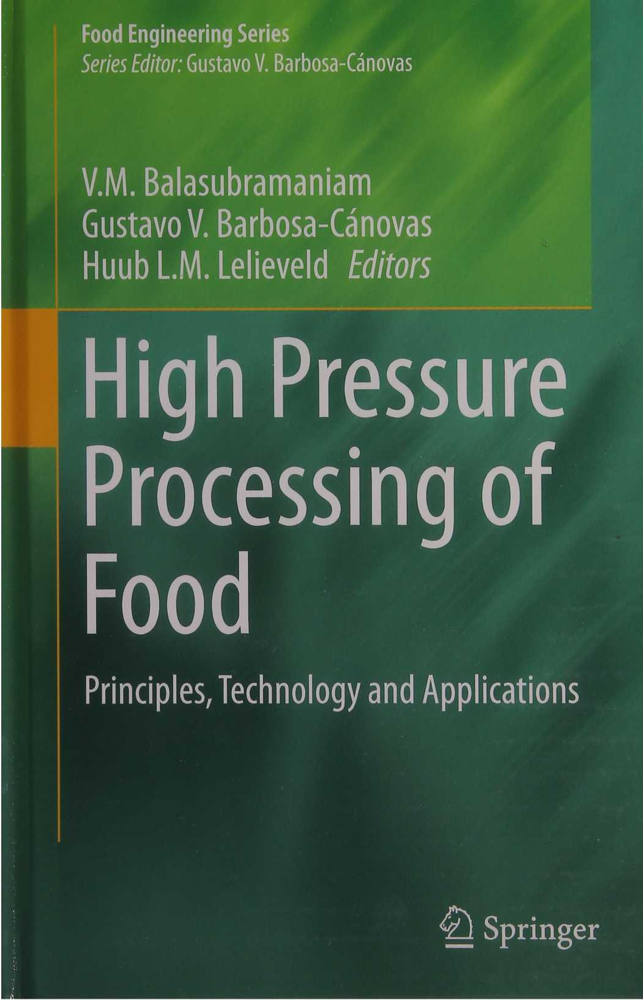 Food Engineering Series
Series Editor: Gustavo V. Barbosa-Cánovas
V.M. Balasubramaniam
Gustavo V. Barbosa-Cánovas
Huub L.M. Lelieveld Editors
High Pressure
Processing of
Food
Principles, Technology and Applications
Springer